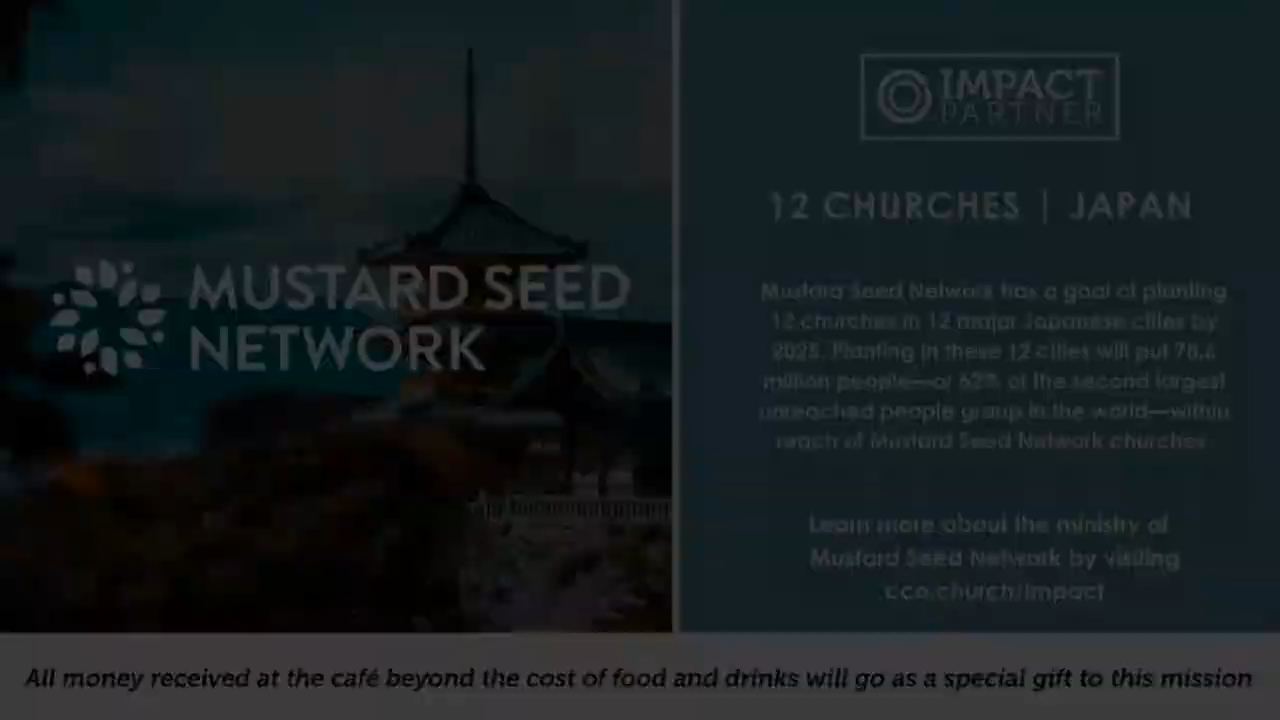 MUSTARD SEED
NETWORK
IMPACT
PARTNER
12 CHURCHES | JAPAN
Mustard Seed Network has a goal of planting
12 churches in 12 major Japanese cities by
2025. Planting in these 12 cities will put 78.6
million people—or 62% of the second largest
unreached people group in the world—within
reach of Mustard Seed Network churches
Learn more about the ministry of
Mustard Seed Network by visiting
cco.church/impact
All money received at the café beyond the cost of food and drinks will go as a special gift to this mission